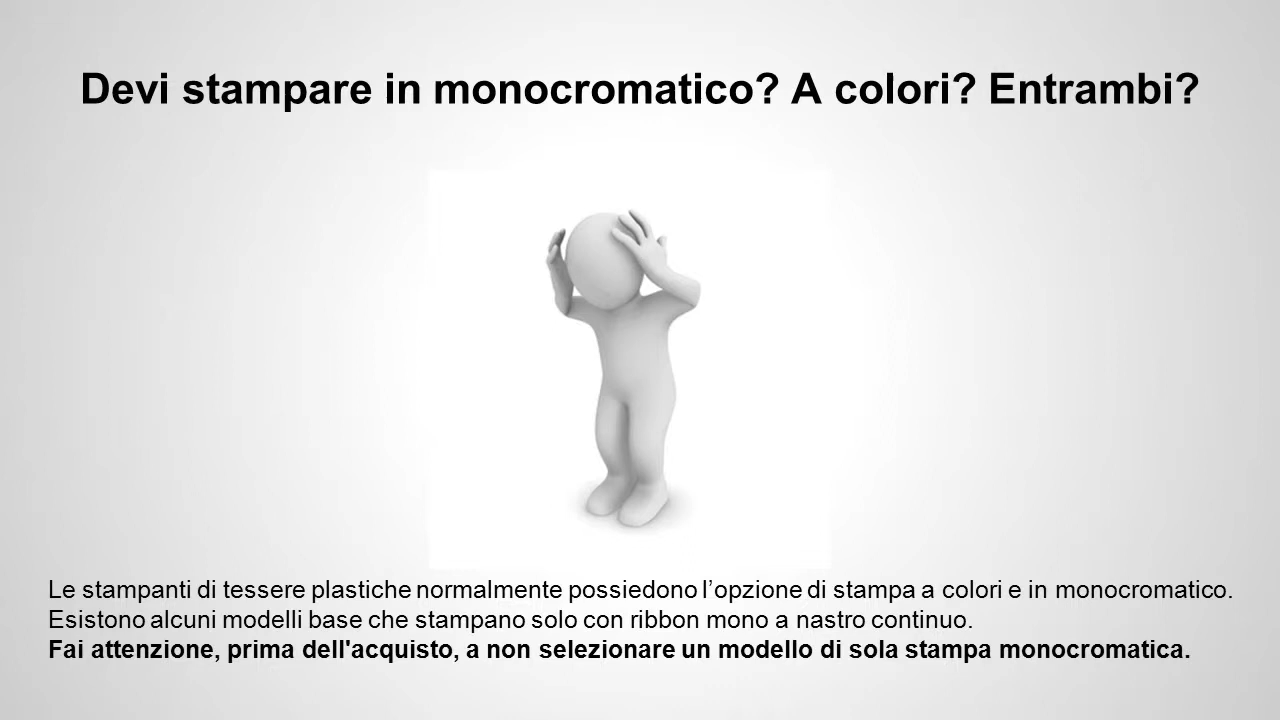 Devi stampare in monocromatico? A colori? Entrambi?
Le stampanti di tessere plastiche normalmente possiedono l’opzione di stampa a colori e in monocromatico.
Esistono alcuni modelli base che stampano solo con ribbon mono a nastro continuo.
Fai attenzione, prima dell'acquisto, a non selezionare un modello di sola stampa monocromatica.